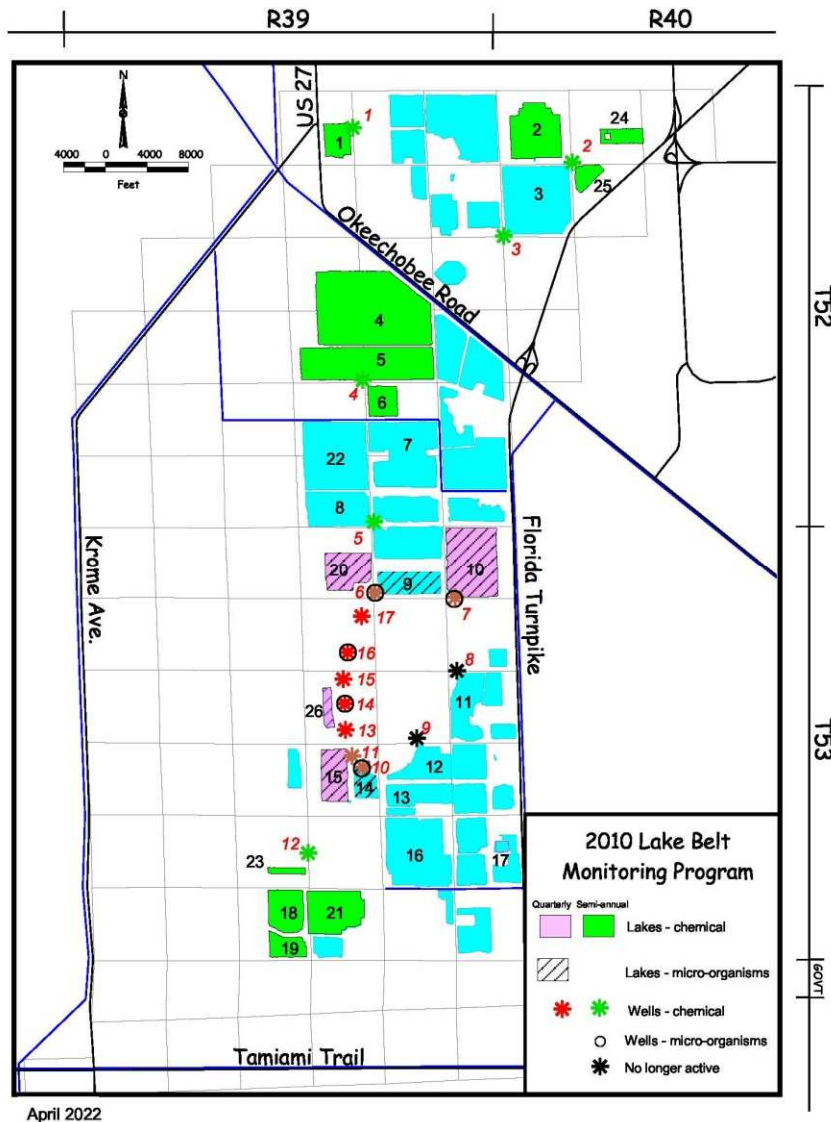 R39
R40
N
4000 0 4000 8000
Feet
US 27
1
1
2
24
2
25
3
3
Okeechobee Road
T52
4
5
4
6
7
22
8
5
Krome Ave.
Florida Turnpike
20
9
10
6
7
17
16
8
15
11
26
14
13
9
T53
11
12
15
10
14
13
12
16
17
23
18
21
19
GOVT
2010 Lake Belt
Monitoring Program
Quarterly Semi-annual
Lakes - chemical
Lakes - micro-organisms
Wells - chemical
Wells - micro-organisms
No longer active
Tamiami Trail
April 2022